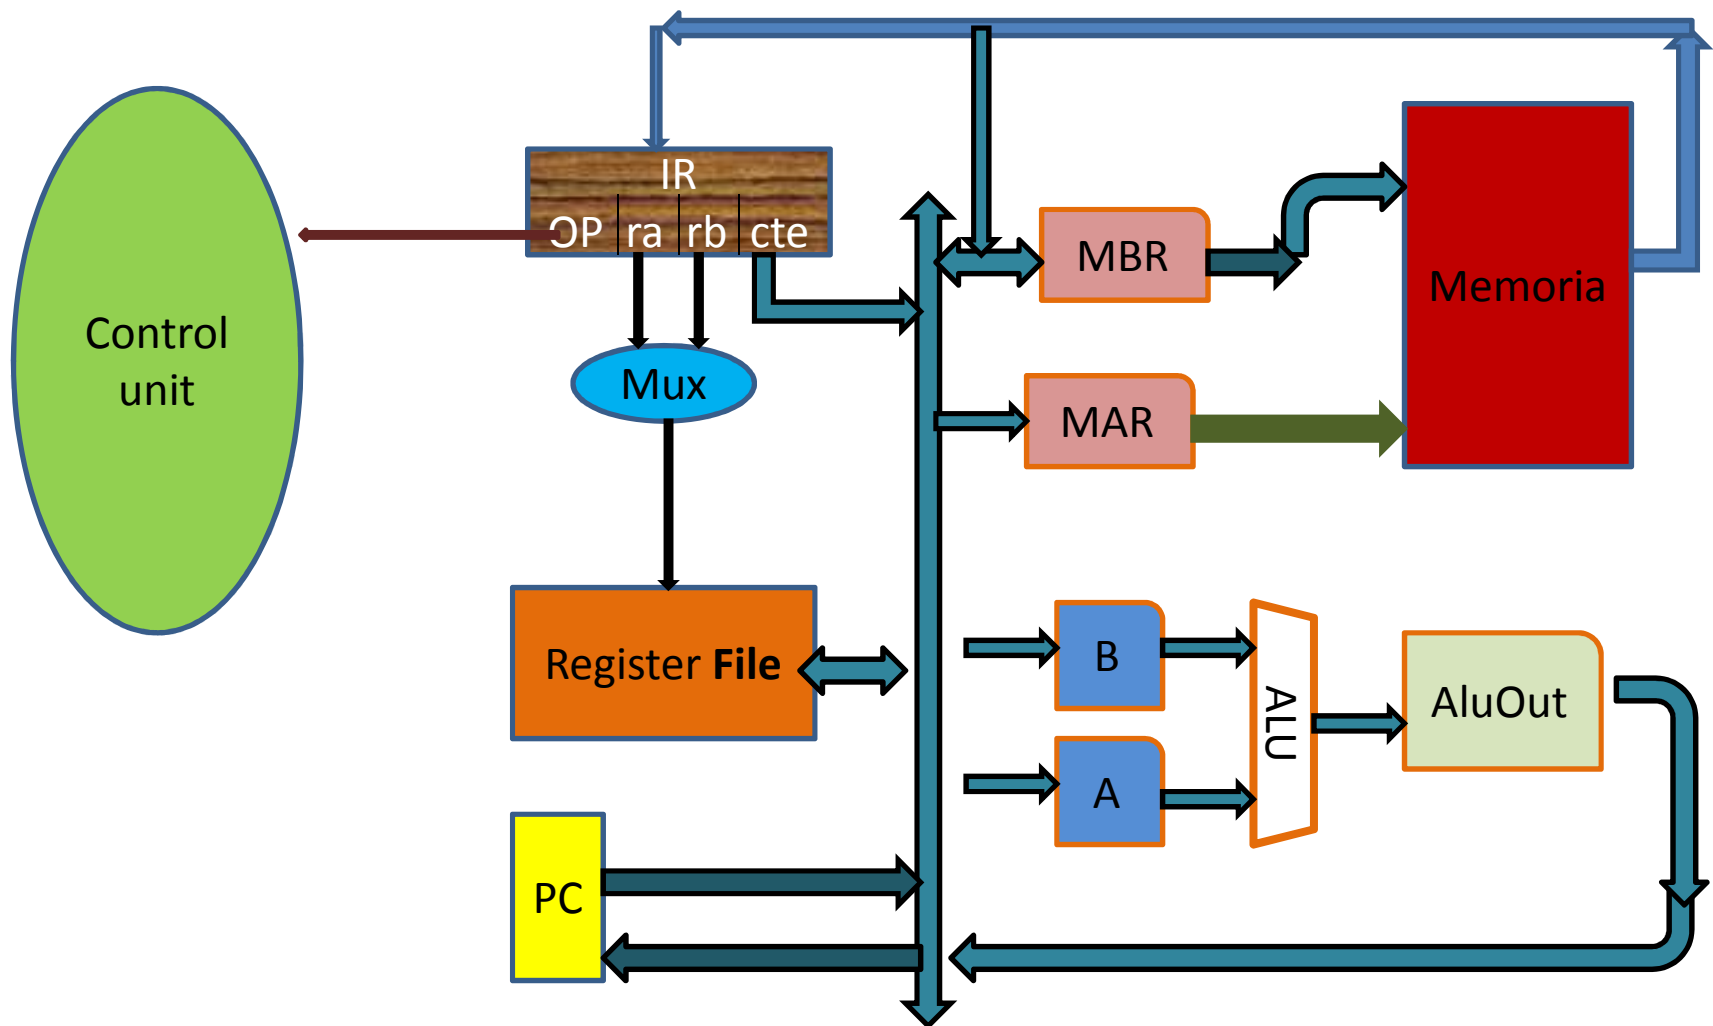 IR
OP ra rb cte
Control
unit
Mux
MBR
Memoria
MAR
Register File
B
ALU
AluOut
A
PC